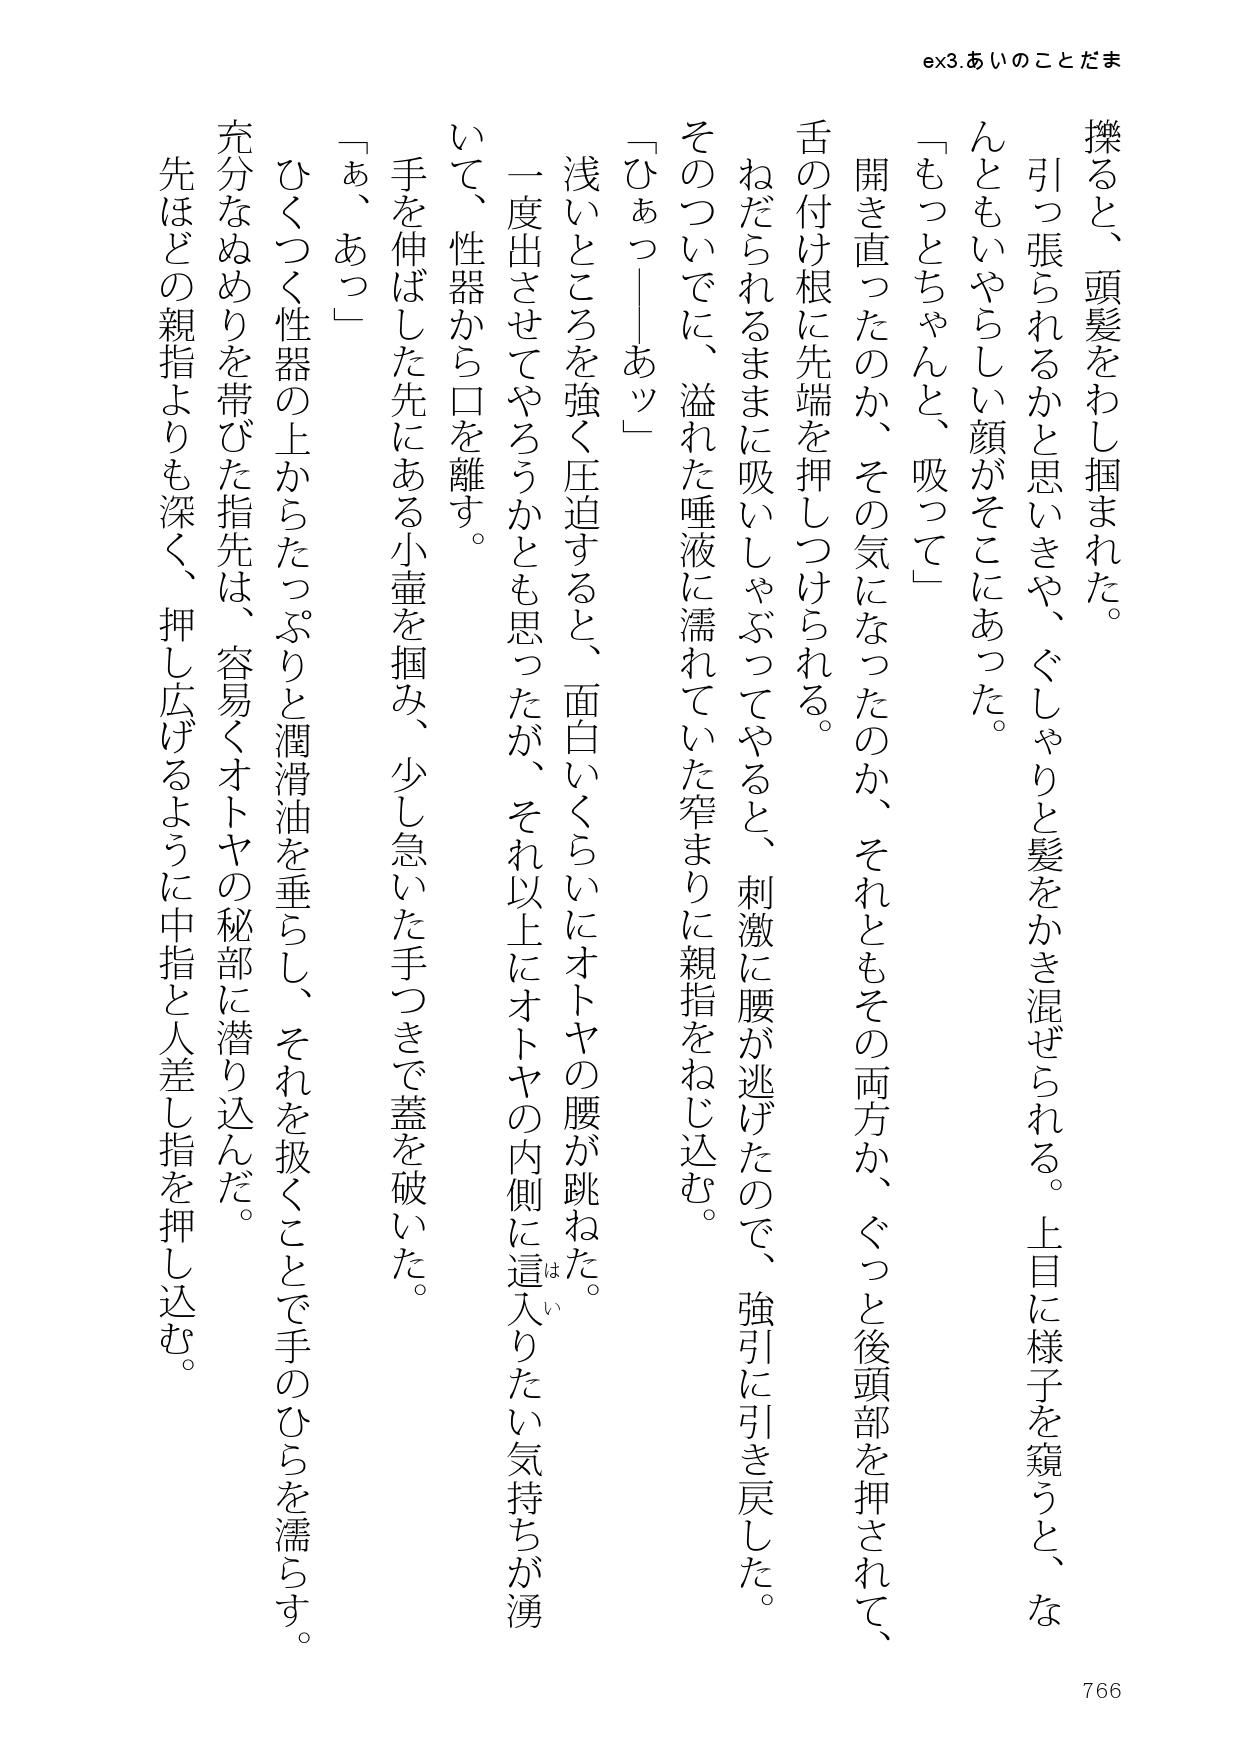 ex3.あいのことだま
擽ると、頭髪をわし掴まれた。
引っ張られるかと思いきや、ぐしゃりと髪をかき混ぜられる。上目に様子を窺うと、な
んともいやらしい顔がそこにあった。
「もっとちゃんと、吸って」
開き直ったのか、その気になったのか、それともその両方か、ぐっと後頭部を押されて、
舌の付け根に先端を押しつけられる。
ねだられるままに吸いしゃぶってやると、刺激に腰が逃げたので、強引に引き戻した。
そのついでに、溢れた唾液に濡れていた窄まりに親指をねじ込む。
「ひぁっ――あッ」
浅いところを強く圧迫すると、面白いくらいにオトヤの腰が跳ねた。
一度出させてやろうかとも思ったが、それ以上にオトヤの内側に這入りたい気持ちが湧
はい
いて、性器から口を離す。
手を伸ばした先にある小壷を掴み、少し急いた手つきで蓋を破いた。
「ぁ、あっ」
ひくつく性器の上からたっぷりと潤滑油を垂らし、それを扱くことで手のひらを濡らす。
充分なぬめりを帯びた指先は、容易くオトヤの秘部に潜り込んだ。
先ほどの親指よりも深く、押し広げるように中指と人差し指を押し込む。
766